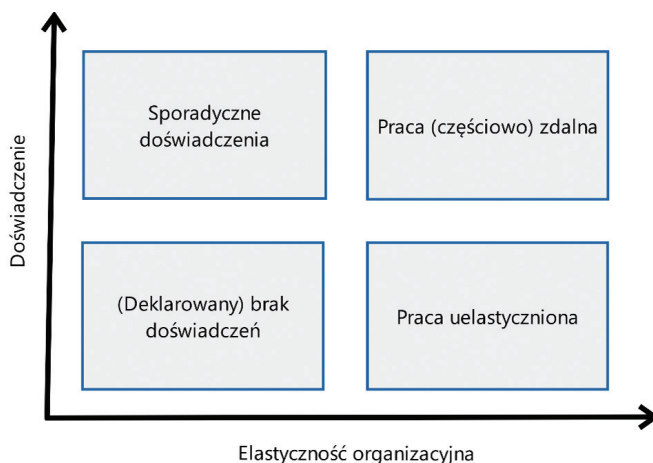 Doświadczenie
Sporadyczne
doświadczenia
Praca (częściowo) zdalna
(Deklarowany) brak
doświadczeń
Praca uelastyczniona
Elastyczność organizacyjna